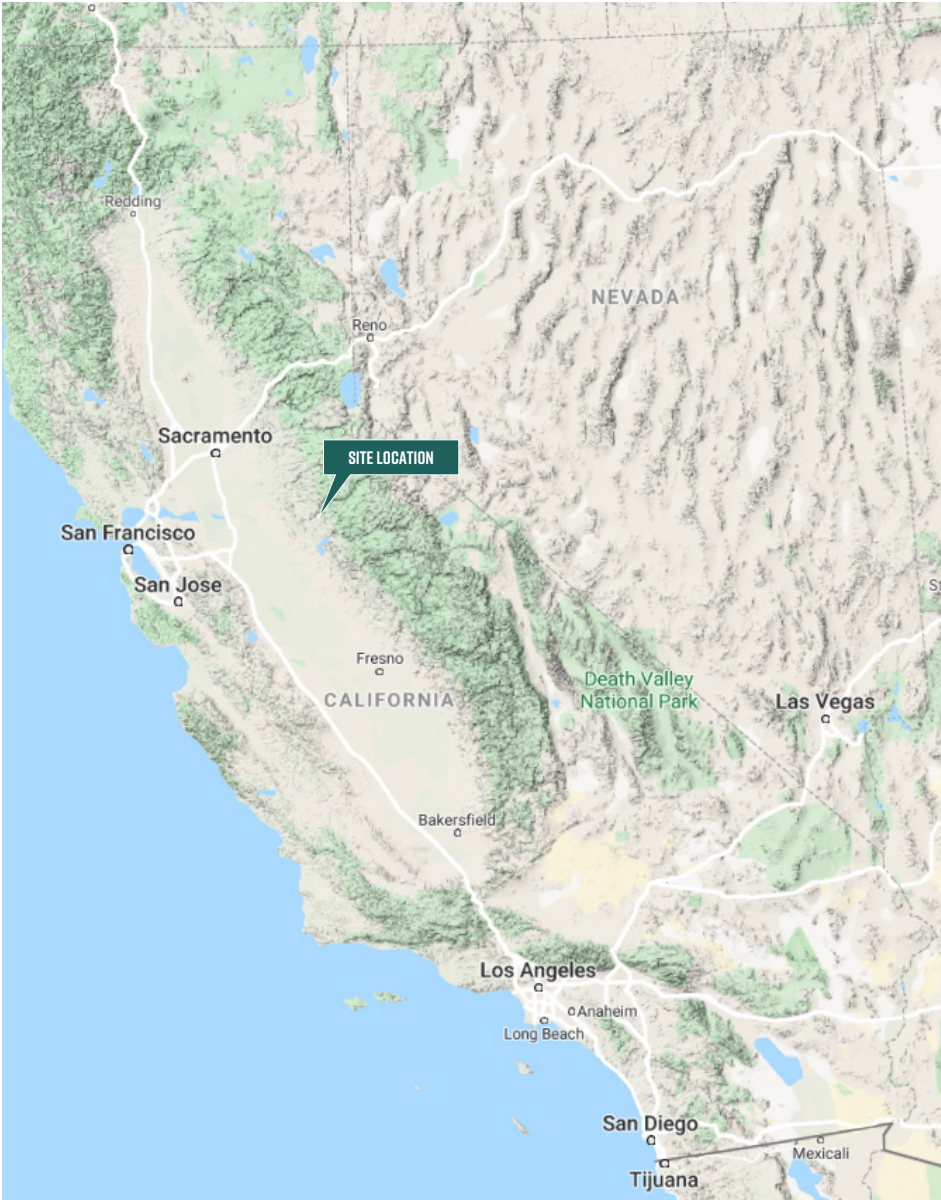 Redding
NEVADA
Reno
Sacramento
SITE LOCATION
San Francisco
San Jose
Fresno
CALIFORNIA
Death Valley
National Park
Las Vegas
Bakersfield
Los Angeles
Anaheim
Long Beach
San Diego
Mexicali
Tijuana